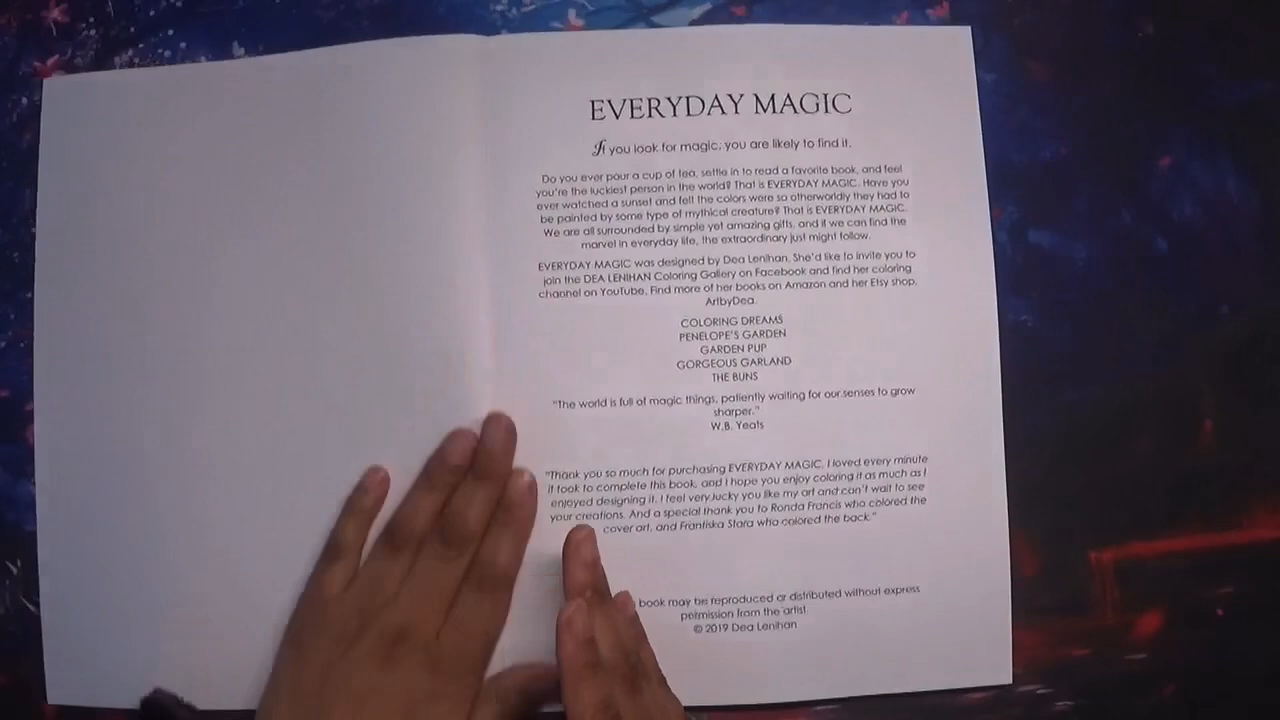 EVERYDAY MAGIC
If you look for magic, you are likely to find it.
Do you ever pour a cup of tea, settle in to read a favorite book, and feel
you're the luckiest person in the world? That is EVERYDAY MAGIC. Have you
ever watched a sunset and felt the colors were so otherworldly they had to
be painted by some type of mythical creature? That is EVERYDAY MAGIC.
We are all surrounded by simple yet amazing gifts, and if we can find the
marvel in everyday life, the extraordinary just might follow.
EVERYDAY MAGIC was designed by Dea Lenihan. She'd like to invite you to
join the DEA LENIHAN Coloring Gallery on Facebook and find her coloring
channel on YouTube. Find more of her books on Amazon and her Etsy shop,
ArtbyDea.
COLORING DREAMS
PENELOPE'S GARDEN
GARDEN PUP
GORGEOUS GARLAND
THE BUNS
"The world is full of magic things, patiently waiting for our senses to grow
sharper."
W.B. Yeats
"Thank you so much for purchasing EVERYDAY MAGIC. I loved every minute
it took to complete this book, and I hope you enjoy coloring it as much as I
enjoyed designing it. I feel very lucky you like my art and can't wait to see
your creations. And a special thank you to Ronda Francis who colored the
cover art, and Frantiska Stara who colored the back."
book may be reproduced or distributed without express
permission from the artist.
© 2019 Dea Lenihan